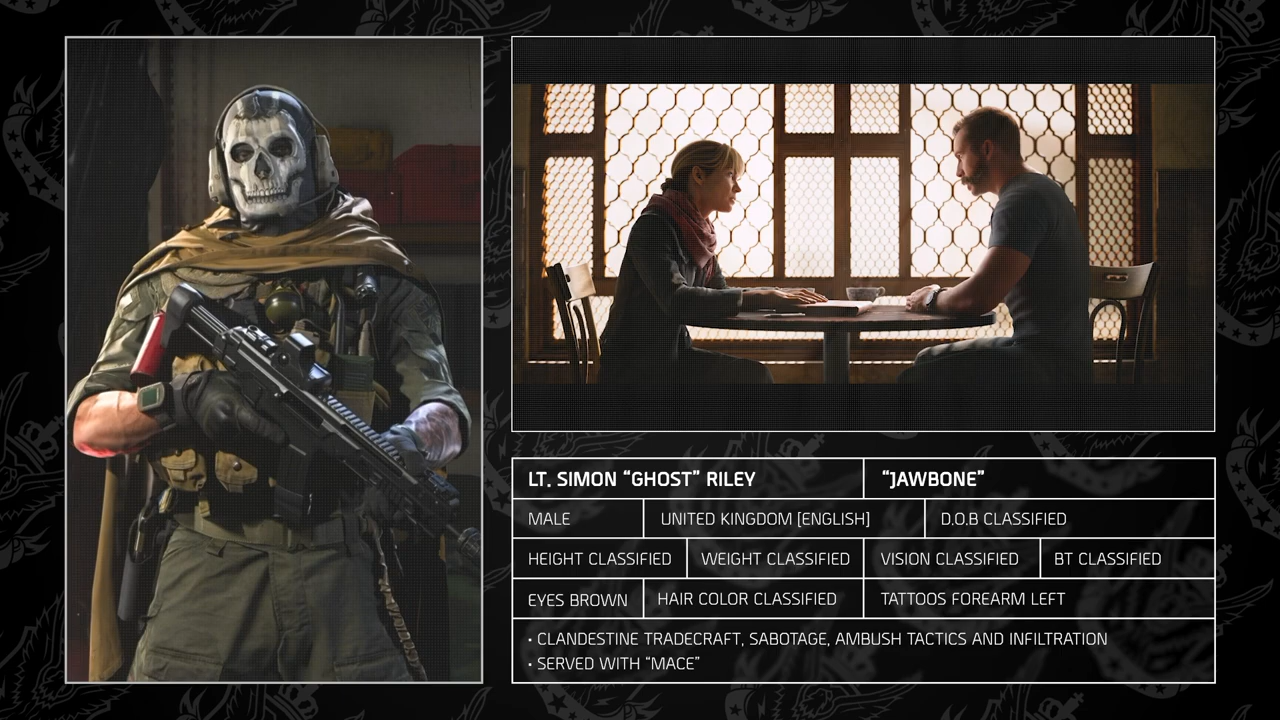 LT. SIMON “GHOST” RILEY
“JAWBONE”
MALE
UNITED KINGDOM [ENGLISH]
D.O.B CLASSIFIED
HEIGHT CLASSIFIED
WEIGHT CLASSIFIED
VISION CLASSIFIED
BT CLASSIFIED
EYES BROWN
HAIR COLOR CLASSIFIED
TATTOOS FOREARM LEFT
• CLANDESTINE TRADECRAFT, SABOTAGE, AMBUSH TACTICS AND INFILTRATION
• SERVED WITH “MACE”